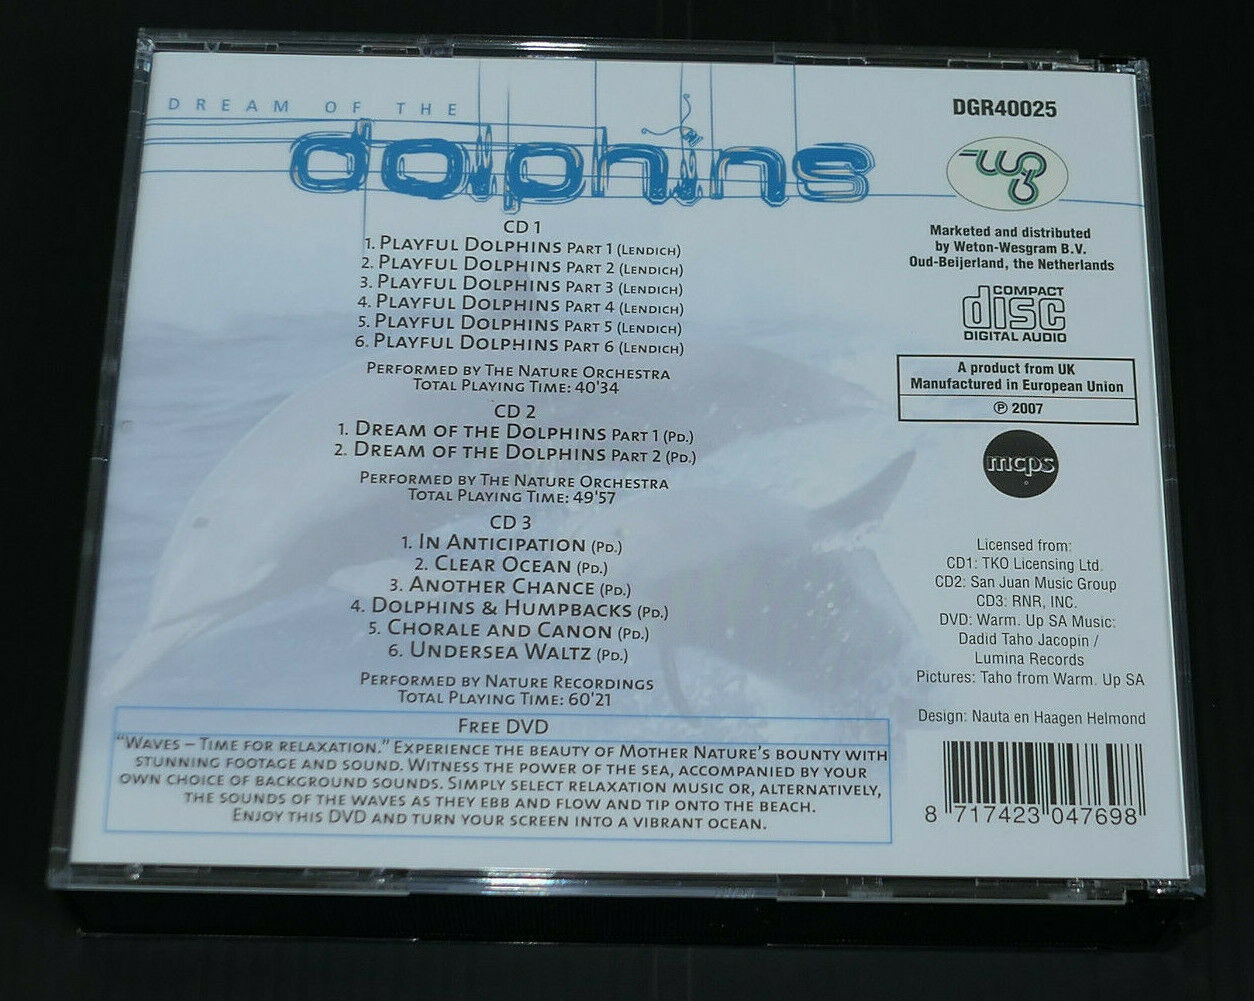 DREAM OF THE
dolphins
CD 1
1. Playful Dolphins Part 1 (Lendich)
2. Playful Dolphins Part 2 (Lendich)
3. Playful Dolphins Part 3 (Lendich)
4. Playful Dolphins Part 4 (Lendich)
5. Playful Dolphins Part 5 (Lendich)
6. Playful Dolphins Part 6 (Lendich)
Performed by The Nature Orchestra
Total Playing Time: 40'34
CD 2
1. Dream of the Dolphins Part 1 (Pd.)
2. Dream of the Dolphins Part 2 (Pd.)
Performed by The Nature Orchestra
Total Playing Time: 49'57
CD 3
1. In Anticipation (Pd.)
2. Clear Ocean (Pd.)
3. Another Chance (Pd.)
4. Dolphins & Humpbacks (Pd.)
5. Chorale and Canon (Pd.)
6. Undersea Waltz (Pd.)
Performed by Nature Recordings
Total Playing Time: 60'21
Free DVD
"Waves – Time for relaxation." Experience the beauty of Mother Nature's bounty with
stunning footage and sound. Witness the power of the sea, accompanied by your
own choice of background sounds. Simply select relaxation music or, alternatively,
the sounds of the waves as they ebb and flow and tip onto the beach.
Enjoy this DVD and turn your screen into a vibrant ocean.
DGR40025
Marketed and distributed
by Weton-Wesgram B.V.
Oud-Beijerland, the Netherlands
COMPACT
disc
DIGITAL AUDIO
A product from UK
Manufactured in European Union
℗ 2007
mcps
Licensed from:
CD1: TKO Licensing Ltd.
CD2: San Juan Music Group
CD3: RNR, INC.
DVD: Warm. Up SA Music:
Dadid Taho Jacopin /
Lumina Records
Pictures: Taho from Warm. Up SA
Design: Nauta en Haagen Helmond
8 717423 047698